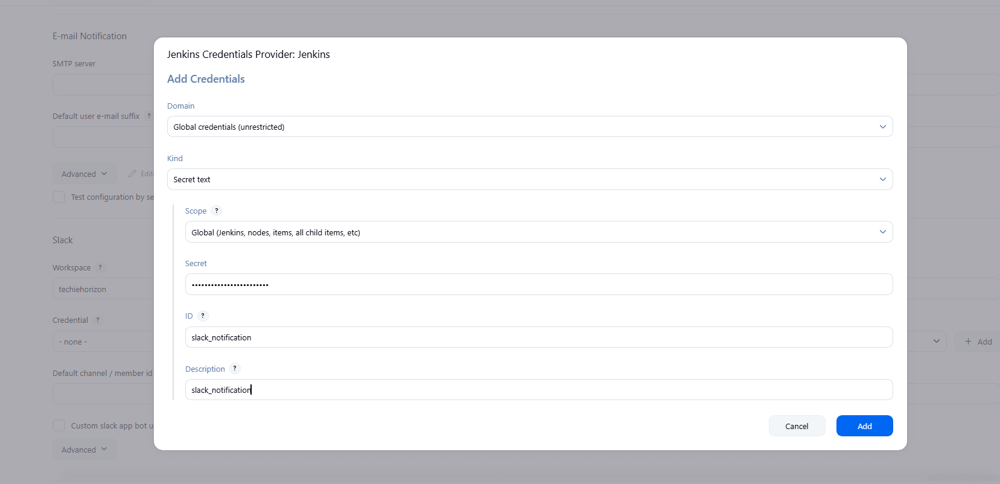 E-mail Notification
SMTP server
Default user e-mail suffix ?
Advanced
Test configuration by se
Slack
Workspace ?
techiehorizon
Credential ?
- none -
+ Add
Default channel / member id
Custom slack app bot u
Advanced
Jenkins Credentials Provider: Jenkins
Add Credentials
Domain
Global credentials (unrestricted)
Kind
Secret text
Scope ?
Global (Jenkins, nodes, items, all child items, etc)
Secret
••••••••••••••••••••••••
ID ?
slack_notification
Description ?
slack_notification
Cancel
Add